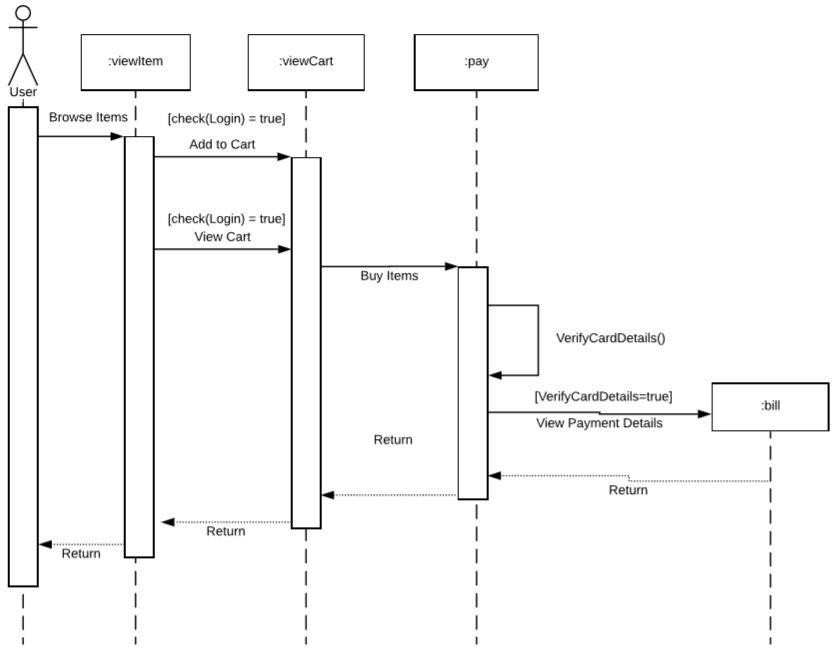 :viewItem
:viewCart
:pay
User
Browse Items
[check(Login) = true]
Add to Cart
[check(Login) = true]
View Cart
Buy Items
VerifyCardDetails()
[VerifyCardDetails=true]
View Payment Details
:bill
Return
Return
Return
Return